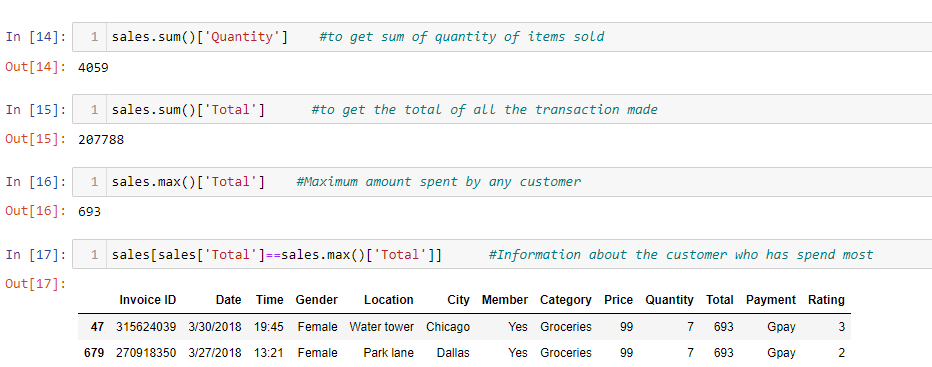 In [14]: 1 sales.sum()['Quantity'] #to get sum of quantity of items sold
Out[14]: 4059
In [15]: 1 sales.sum()['Total'] #to get the total of all the transaction made
Out[15]: 207788
In [16]: 1 sales.max()['Total'] #Maximum amount spent by any customer
Out[16]: 693
In [17]: 1 sales[sales['Total']==sales.max()['Total']] #Information about the customer who has spend most
Out[17]:
Invoice ID Date Time Gender Location City Member Category Price Quantity Total Payment Rating
47 315624039 3/30/2018 19:45 Female Water tower Chicago Yes Groceries 99 7 693 Gpay 3
679 270918350 3/27/2018 13:21 Female Park lane Dallas Yes Groceries 99 7 693 Gpay 2